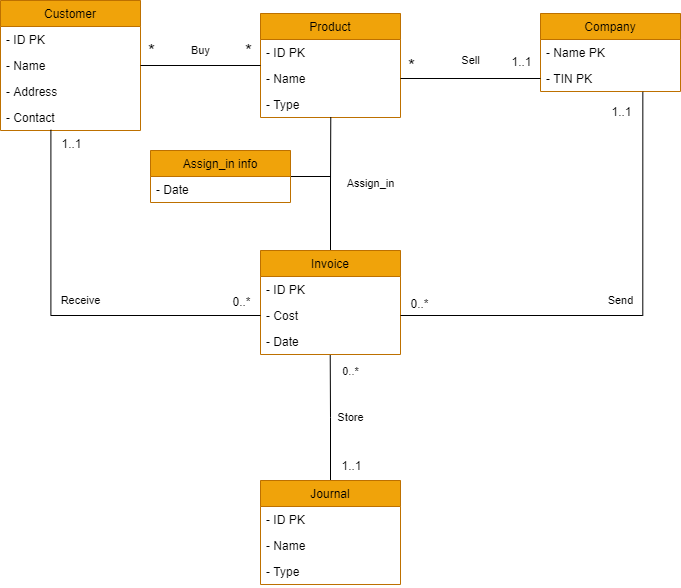 Customer
- ID PK
- Name
- Address
- Contact
* Buy *
Product
- ID PK
- Name
- Type
* Sell 1..1
Company
- Name PK
- TIN PK
1..1
1..1
Assign_in info
- Date
Assign_in
Invoice
- ID PK
- Cost
- Date
Receive 0..*
0..* Send
0..*
Store
1..1
Journal
- ID PK
- Name
- Type